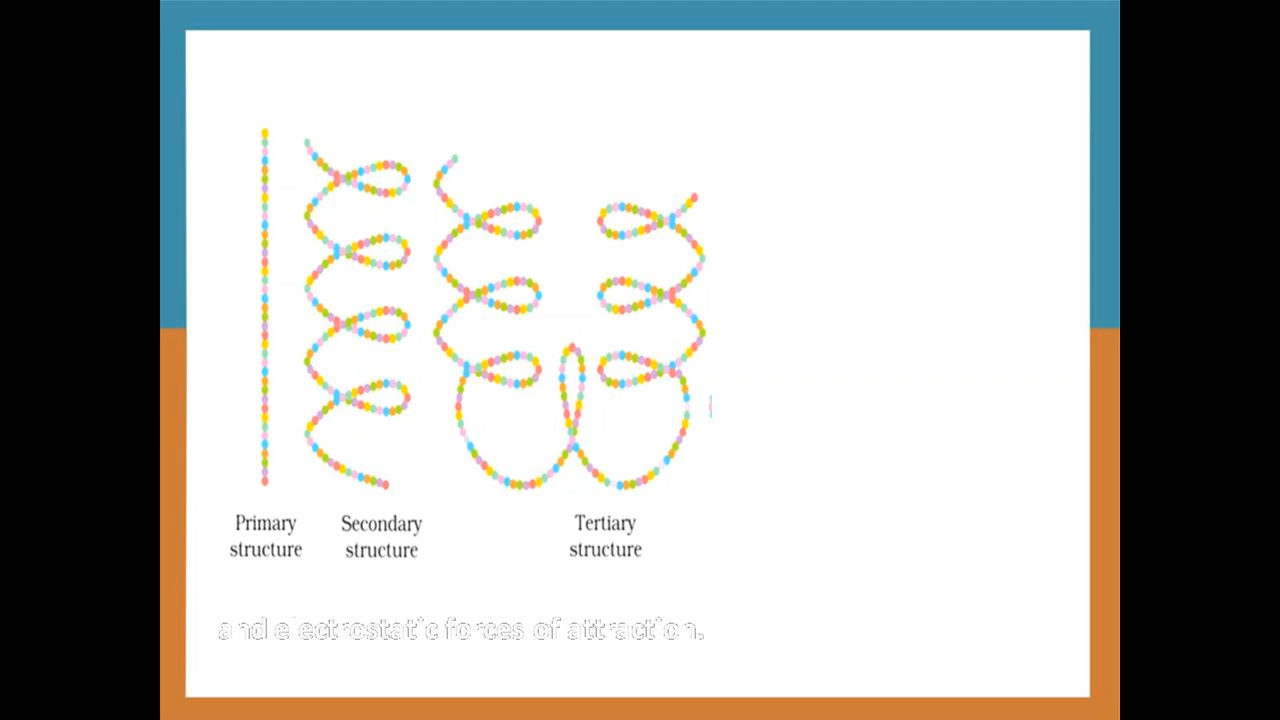 Primary
structure
Secondary
structure
Tertiary
structure
and electrostatic forces of attraction.